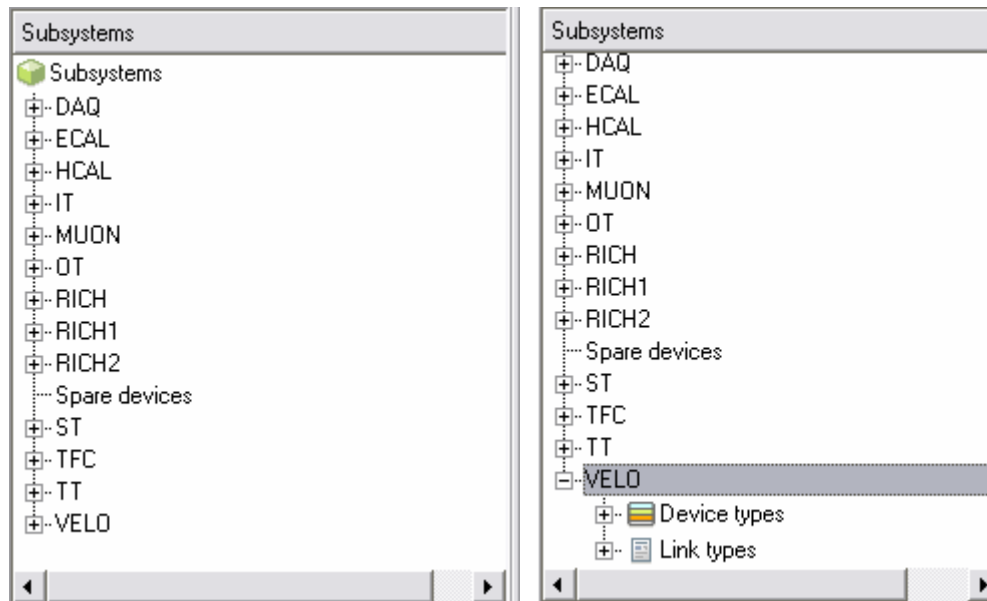 Subsystems
Subsystems
DAQ
ECAL
HCAL
IT
MUON
OT
RICH
RICH1
RICH2
Spare devices
ST
TFC
TT
VELO
Subsystems
DAQ
ECAL
HCAL
IT
MUON
OT
RICH
RICH1
RICH2
Spare devices
ST
TFC
TT
VELO
Device types
Link types